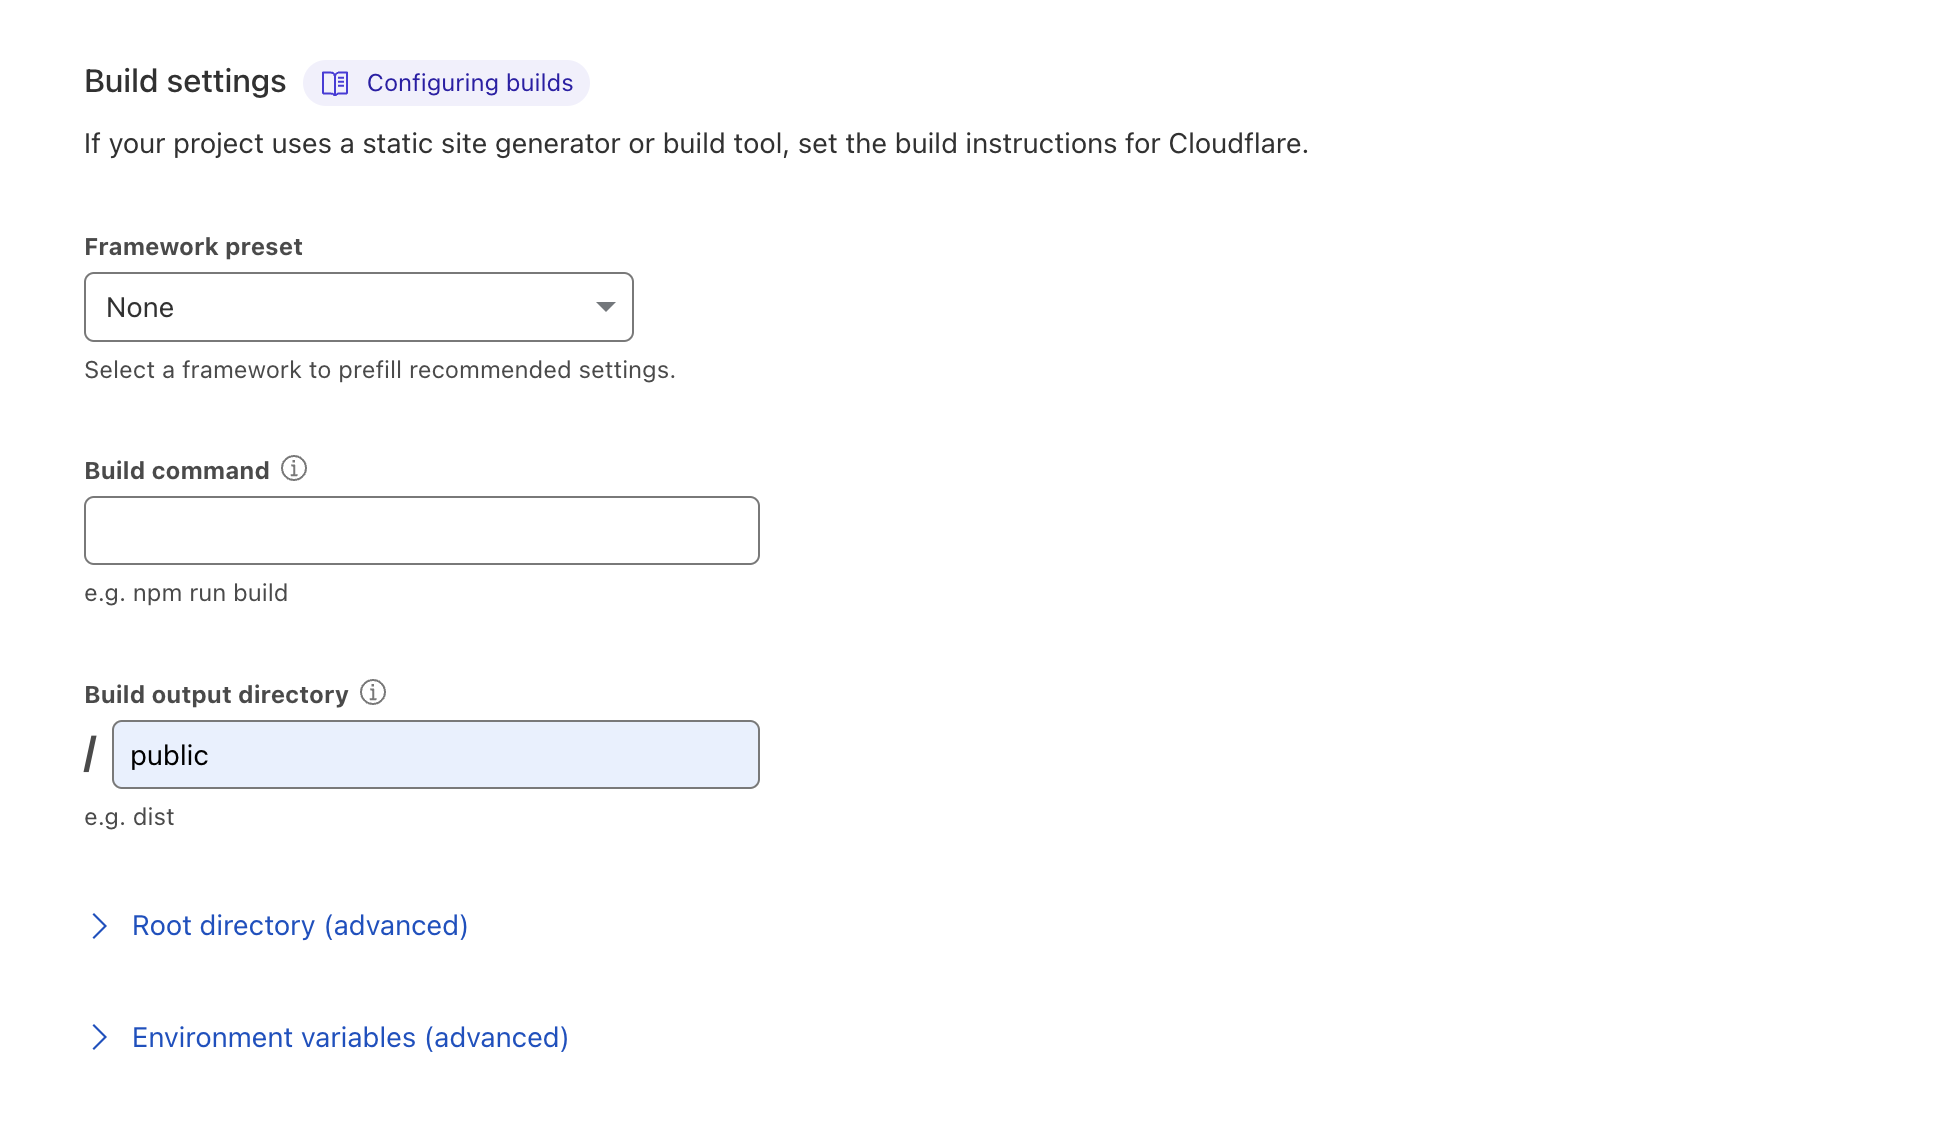 Build settings Configuring builds
If your project uses a static site generator or build tool, set the build instructions for Cloudflare.
Framework preset
None
Select a framework to prefill recommended settings.
Build command
e.g. npm run build
Build output directory
/ public
e.g. dist
Root directory (advanced)
Environment variables (advanced)